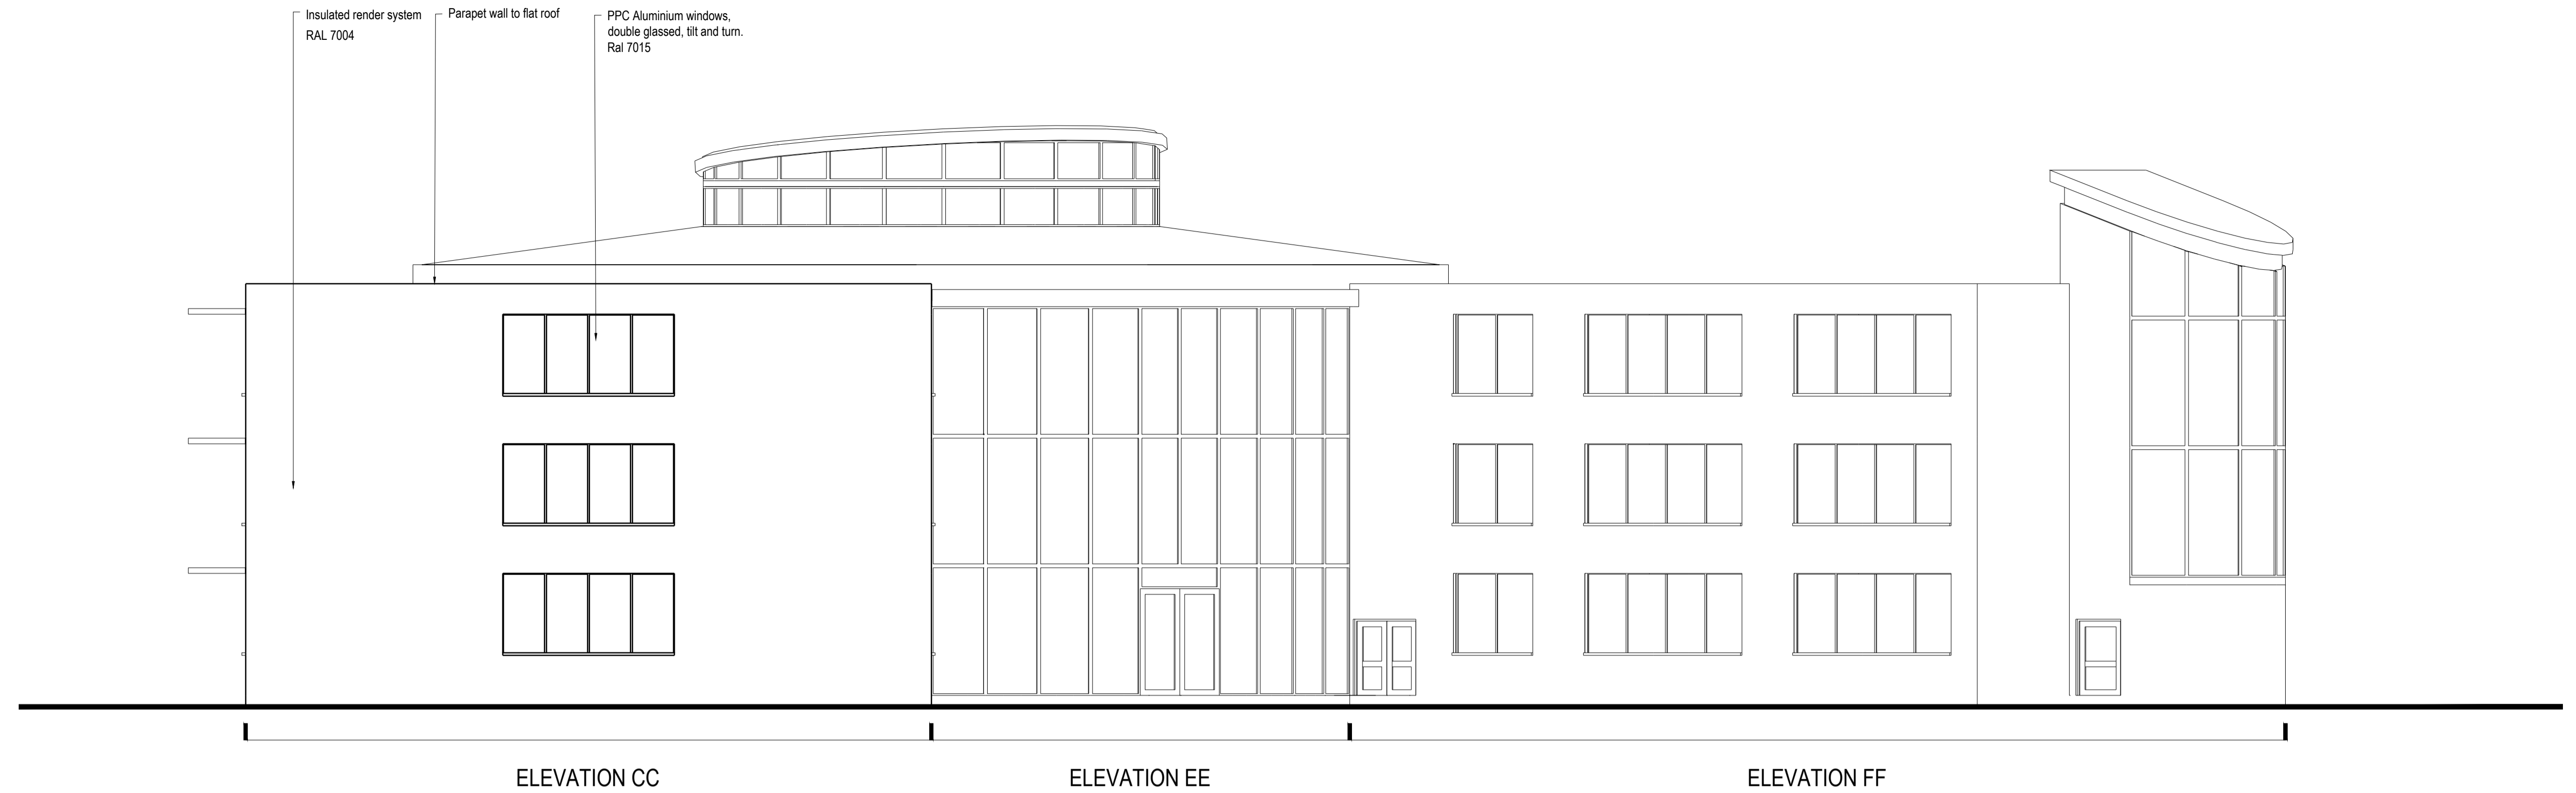 Insulated render system
RAL 7004
Parapet wall to flat roof
PPC Aluminium windows,
double glassed, tilt and turn.
Ral 7015
ELEVATION CC
ELEVATION EE
ELEVATION FF